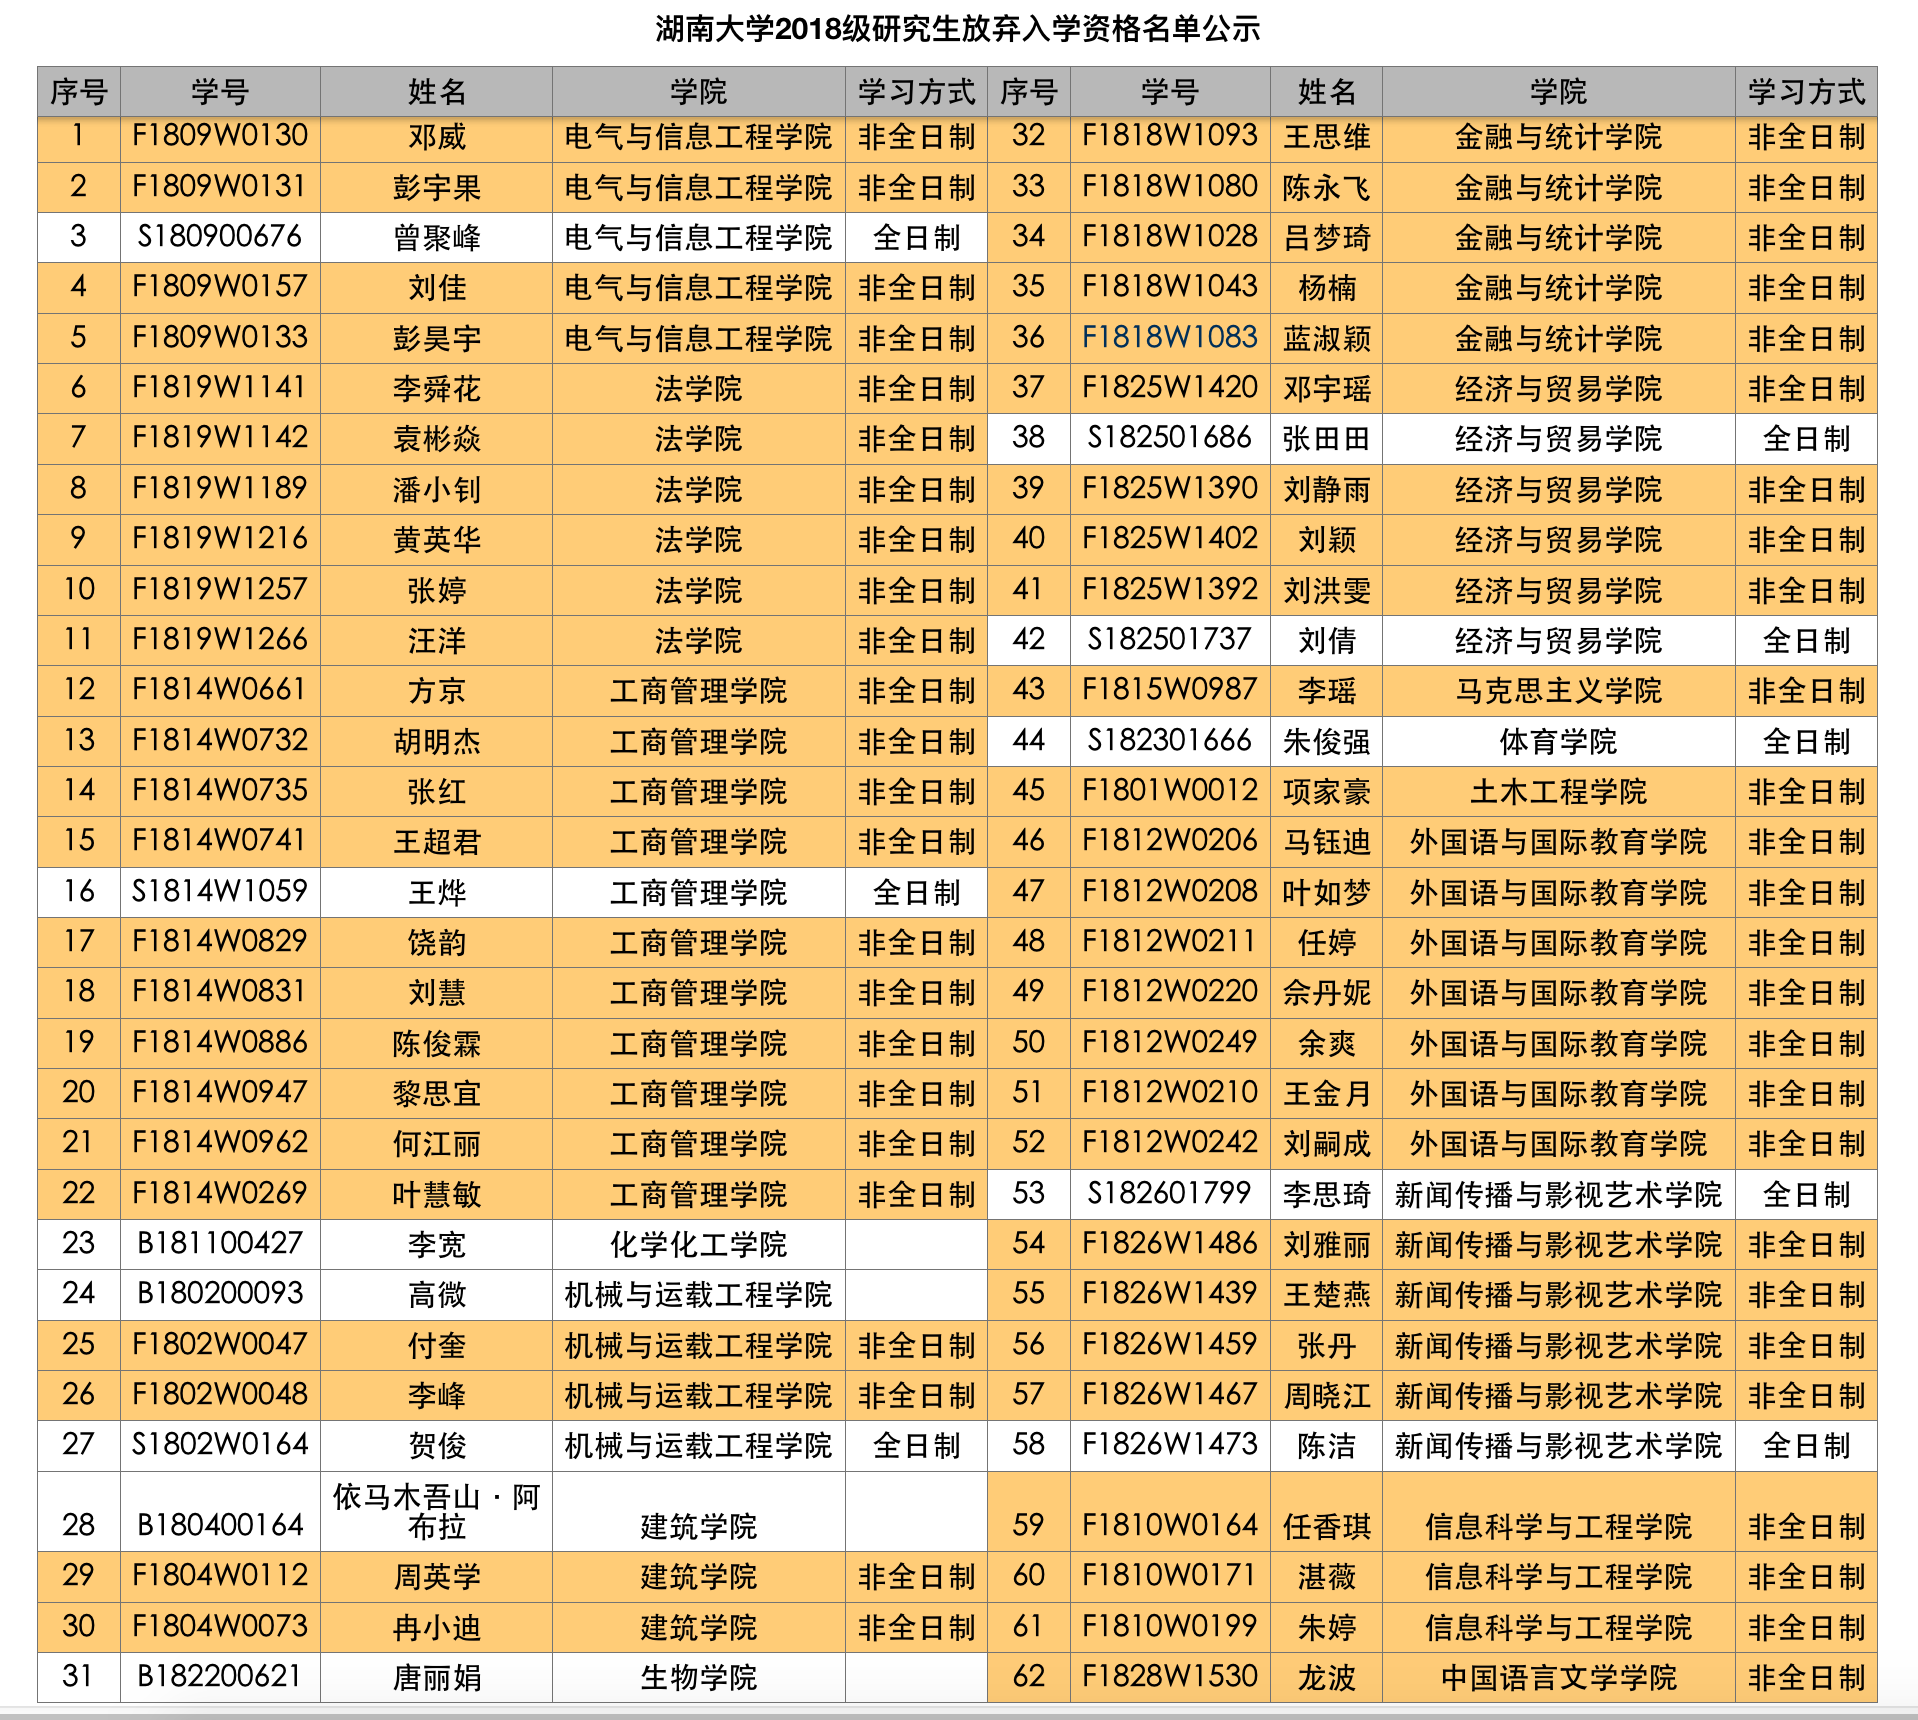 湖南大学2018级研究生放弃入学资格名单公示
序号 学号 姓名 学院 学习方式 序号 学号 姓名 学院 学习方式
1 F1809W0130 邓威 电气与信息工程学院 非全日制 32 F1818W1093 王思维 金融与统计学院 非全日制
2 F1809W0131 彭宇果 电气与信息工程学院 非全日制 33 F1818W1080 陈永飞 金融与统计学院 非全日制
3 S180900676 曾聚峰 电气与信息工程学院 全日制 34 F1818W1028 吕梦琦 金融与统计学院 非全日制
4 F1809W0157 刘佳 电气与信息工程学院 非全日制 35 F1818W1043 杨楠 金融与统计学院 非全日制
5 F1809W0133 彭昊宇 电气与信息工程学院 非全日制 36 F1818W1083 蓝淑颖 金融与统计学院 非全日制
6 F1819W1141 李舜花 法学院 非全日制 37 F1825W1420 邓宇瑶 经济与贸易学院 非全日制
7 F1819W1142 袁彬焱 法学院 非全日制 38 S182501686 张田田 经济与贸易学院 全日制
8 F1819W1189 潘小钊 法学院 非全日制 39 F1825W1390 刘静雨 经济与贸易学院 非全日制
9 F1819W1216 黄英华 法学院 非全日制 40 F1825W1402 刘颖 经济与贸易学院 非全日制
10 F1819W1257 张婷 法学院 非全日制 41 F1825W1392 刘洪雯 经济与贸易学院 非全日制
11 F1819W1266 汪洋 法学院 非全日制 42 S182501737 刘倩 经济与贸易学院 全日制
12 F1814W0661 方京 工商管理学院 非全日制 43 F1815W0987 李瑶 马克思主义学院 非全日制
13 F1814W0732 胡明杰 工商管理学院 非全日制 44 S182301666 朱俊强 体育学院 全日制
14 F1814W0735 张红 工商管理学院 非全日制 45 F1801W0012 项家豪 土木工程学院 非全日制
15 F1814W0741 王超君 工商管理学院 非全日制 46 F1812W0206 马钰迪 外国语与国际教育学院 非全日制
16 S1814W1059 王烨 工商管理学院 全日制 47 F1812W0208 叶如梦 外国语与国际教育学院 非全日制
17 F1814W0829 饶韵 工商管理学院 非全日制 48 F1812W0211 任婷 外国语与国际教育学院 非全日制
18 F1814W0831 刘慧 工商管理学院 非全日制 49 F1812W0220 佘丹妮 外国语与国际教育学院 非全日制
19 F1814W0886 陈俊霖 工商管理学院 非全日制 50 F1812W0249 余爽 外国语与国际教育学院 非全日制
20 F1814W0947 黎思宜 工商管理学院 非全日制 51 F1812W0210 王金月 外国语与国际教育学院 非全日制
21 F1814W0962 何江丽 工商管理学院 非全日制 52 F1812W0242 刘嗣成 外国语与国际教育学院 非全日制
22 F1814W0269 叶慧敏 工商管理学院 非全日制 53 S182601799 李思琦 新闻传播与影视艺术学院 全日制
23 B181100427 李宽 化学化工学院 54 F1826W1486 刘雅丽 新闻传播与影视艺术学院 非全日制
24 B180200093 高微 机械与运载工程学院 55 F1826W1439 王楚燕 新闻传播与影视艺术学院 非全日制
25 F1802W0047 付奎 机械与运载工程学院 非全日制 56 F1826W1459 张丹 新闻传播与影视艺术学院 非全日制
26 F1802W0048 李峰 机械与运载工程学院 非全日制 57 F1826W1467 周晓江 新闻传播与影视艺术学院 非全日制
27 S1802W0164 贺俊 机械与运载工程学院 全日制 58 F1826W1473 陈洁 新闻传播与影视艺术学院 全日制
依马木吾山·阿
28 B180400164 布拉 建筑学院 59 F1810W0164 任香琪 信息科学与工程学院 非全日制
29 F1804W0112 周英学 建筑学院 非全日制 60 F1810W0171 湛薇 信息科学与工程学院 非全日制
30 F1804W0073 冉小迪 建筑学院 非全日制 61 F1810W0199 朱婷 信息科学与工程学院 非全日制
31 B182200621 唐丽娟 生物学院 62 F1828W1530 龙波 中国语言文学学院 非全日制